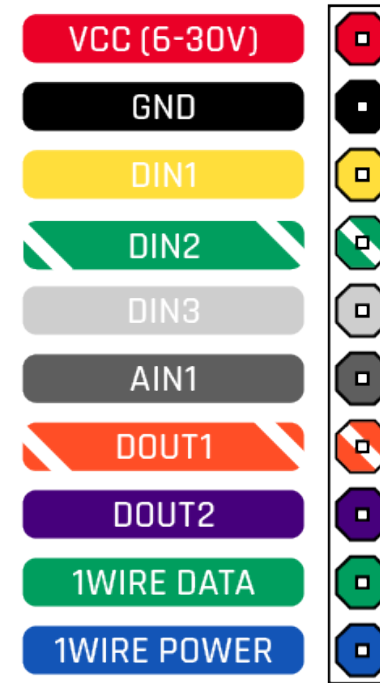 VCC (6-30V)
GND
DIN1
DIN2
DIN3
AIN1
DOUT1
DOUT2
1WIRE DATA
1WIRE POWER